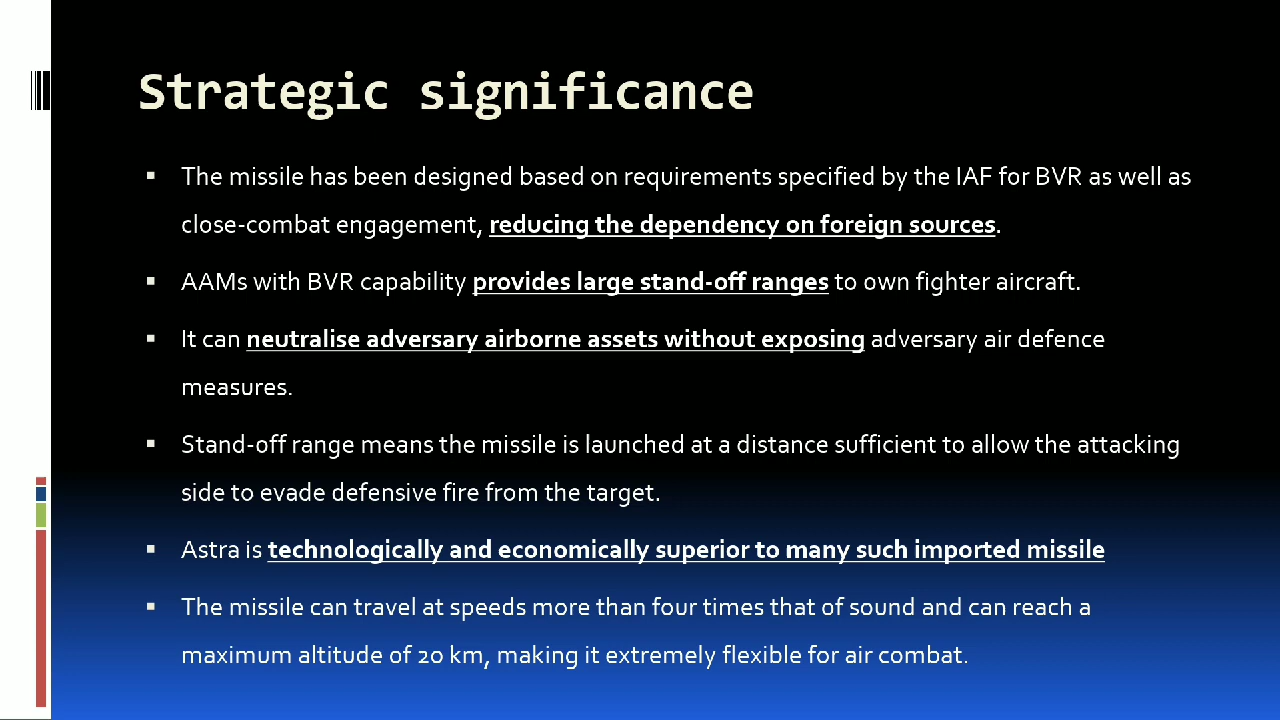 Strategic significance
▪ The missile has been designed based on requirements specified by the IAF for BVR as well as
close-combat engagement, reducing the dependency on foreign sources.
▪ AAMs with BVR capability provides large stand-off ranges to own fighter aircraft.
▪ It can neutralise adversary airborne assets without exposing adversary air defence
measures.
▪ Stand-off range means the missile is launched at a distance sufficient to allow the attacking
side to evade defensive fire from the target.
▪ Astra is technologically and economically superior to many such imported missile
▪ The missile can travel at speeds more than four times that of sound and can reach a
maximum altitude of 20 km, making it extremely flexible for air combat.